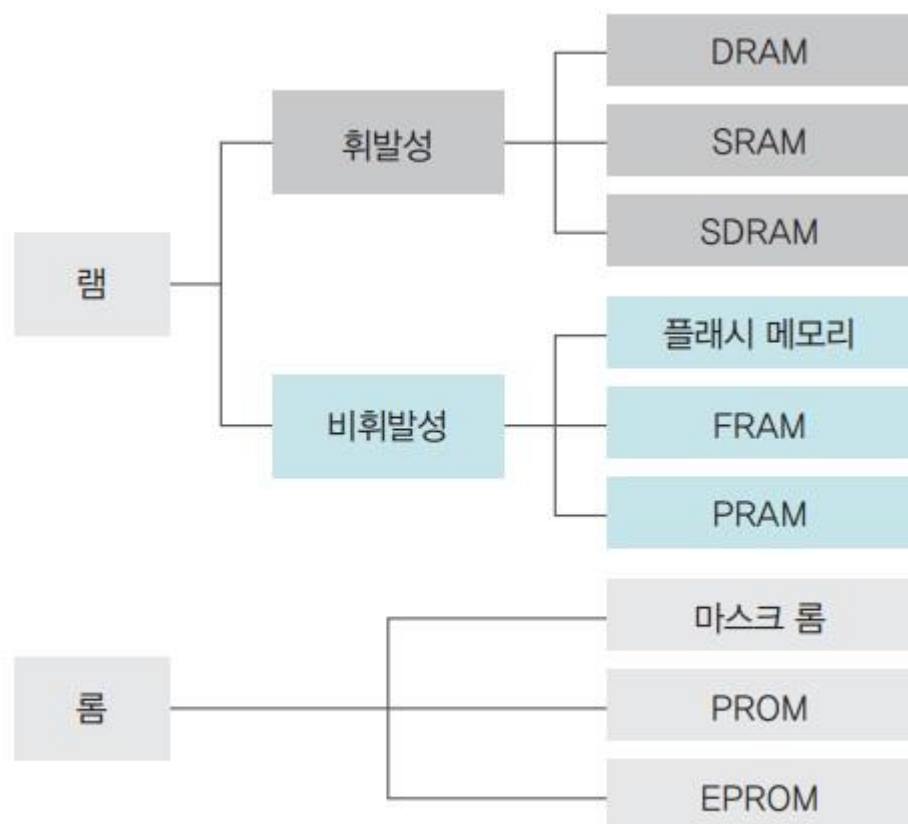 램
휘발성
DRAM
SRAM
SDRAM
비휘발성
플래시 메모리
FRAM
PRAM
롬
마스크 롬
PROM
EPROM